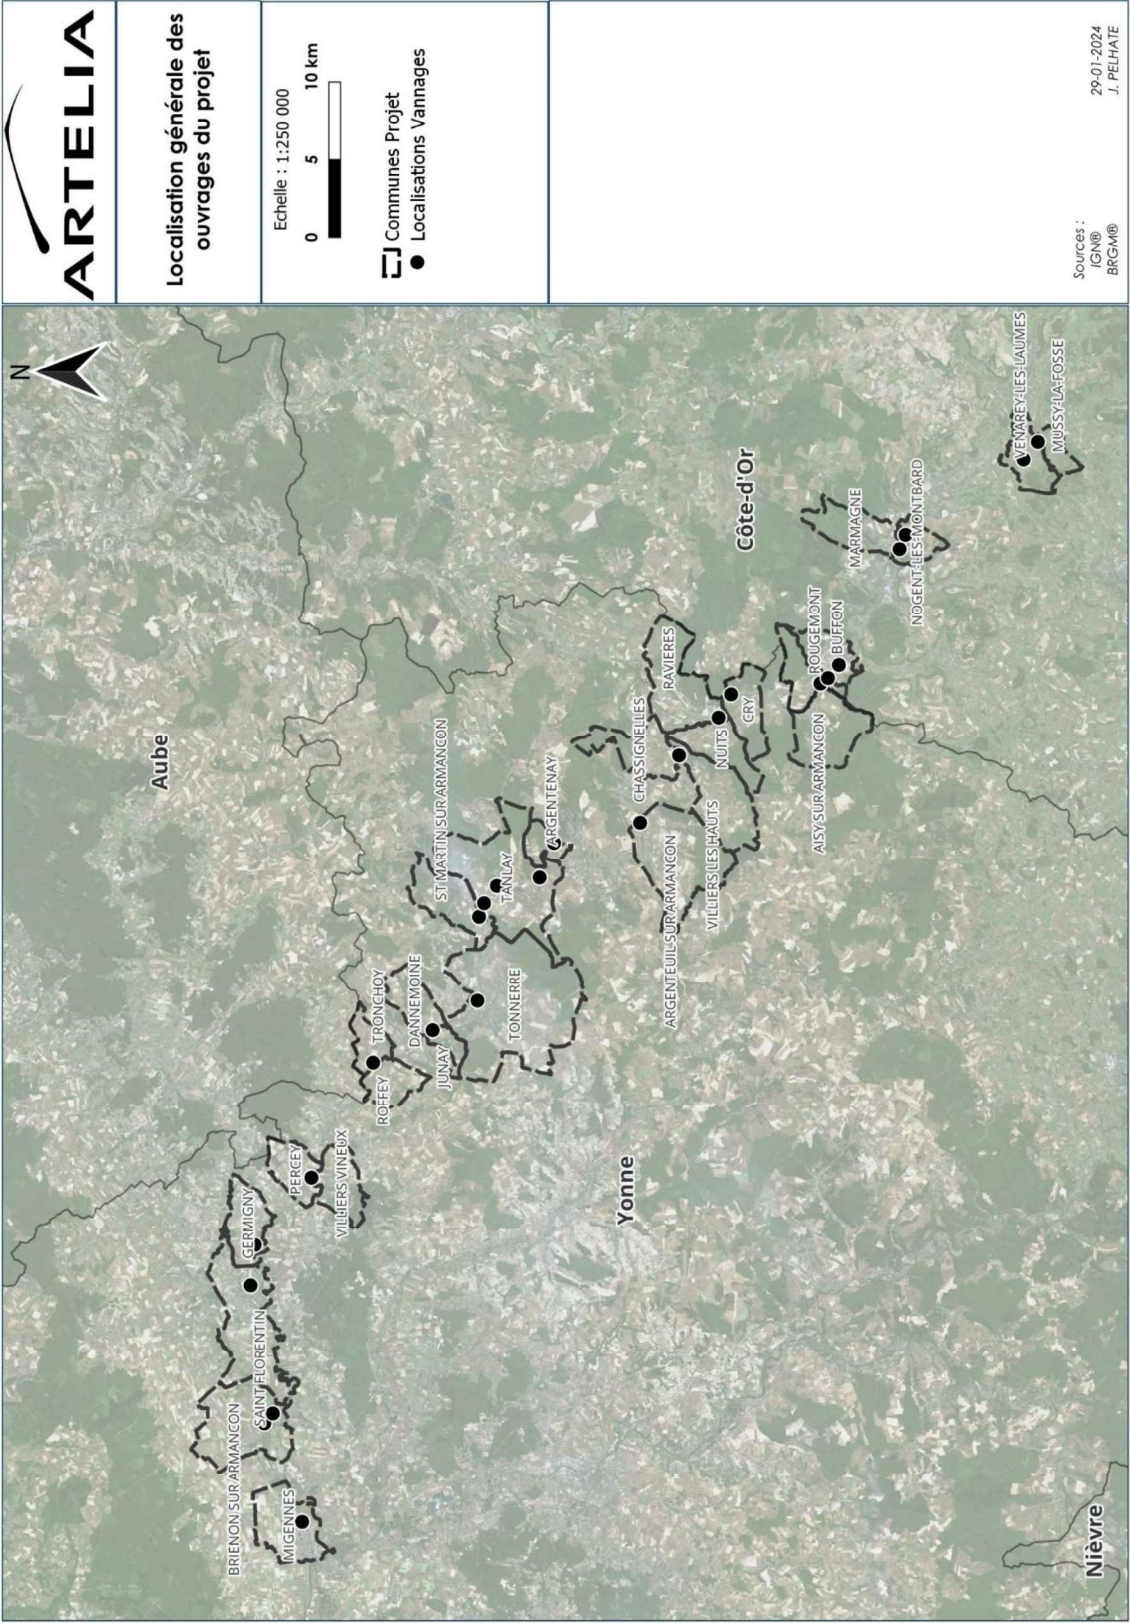 ARTELIA
Localisation générale des
ouvrages du projet
Echelle : 1:250 000
0 5 10 km
Communes Projet
Localisations Vannages
Sources :
IGN®
BRGM®
29-01-2024
J. PELHATE
N
Aube
Côte-d'Or
Yonne
Nièvre
MIGENNES
BRIENON SUR ARMANCON
SAINT FLORENTIN
GERMIGNY
PERCEY
VILLIERS VINEUX
ROFFEY
TRONCHOY
DANNEMOINE
JUNAY
TONNERRE
ST MARTIN SUR ARMANCON
TANLAY
ARGENTENAY
ARGENTEUIL SUR ARMANCON
VILLIERS LES HAUTS
CHASSIGNELLES
RAVIERES
NUITS
CRY
AISY SUR ARMANCON
ROUGEMONT
BUFFON
MARMAGNE
NOGENT-LES-MONTBARD
VENAREY-LES-LAUMES
MUSSY-LA-FOSSE